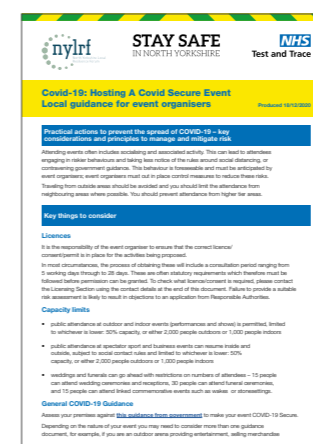 nylrf
STAY SAFE
IN NORTH YORKSHIRE
NHS
Test and Trace
Covid-19: Hosting A Covid Secure Event
Local guidance for event organisers
Produced 18/12/2020
Practical actions to prevent the spread of COVID-19 – key
considerations and principles to manage and mitigate risk
Attending events often includes socialising and associated activity. This can lead to attendees
engaging in riskier behaviours and taking less notice of the rules around social distancing, or
contravening government guidance. This behaviour is foreseeable and must be anticipated by
event organisers; event organisers must put in place control measures to reduce these risks.
Traveling from outside areas should be avoided and you should limit the attendance from
neighbouring areas where possible. You should prevent attendance from higher tier areas.
Key things to consider
Licences
It is the responsibility of the event organiser to ensure that the correct licence/
consent/permit is in place for the activities being proposed.
In most circumstances, the process of obtaining these will include a consultation period ranging from
5 working days through to 28 days. These are often statutory requirements which therefore must be
followed before permission can be granted. To check what licence/consent is required, please contact
the Licensing Section using the contact details at the end of this document. Failure to provide a suitable
risk assessment is likely to result in objections to an application from Responsible Authorities.
Capacity limits
• public attendance at outdoor and indoor events (performances and shows) is permitted, limited
to whichever is lower: 50% capacity, or either 2,000 people outdoors or 1,000 people indoors
• public attendance at spectator sport and business events can resume inside and
outside, subject to social contact rules and limited to whichever is lower: 50%
capacity, or either 2,000 people outdoors or 1,000 people indoors
• weddings and funerals can go ahead with restrictions on numbers of attendees – 15 people
can attend wedding ceremonies and receptions, 30 people can attend funeral ceremonies,
and 15 people can attend linked commemorative events such as wakes or stonesettings.
General COVID-19 Guidance
Assess your premises against this guidance from government to make your event COVID-19 Secure.
Depending on the nature of your event you may need to consider more than one guidance
document, for example, if you are an outdoor arena providing entertainment, selling merchandise